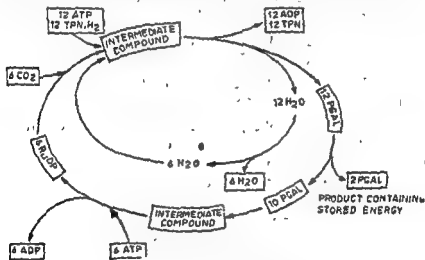 12 ATP
12 TPN.H₂
INTERMEDIATE
COMPOUND
12 ADP
12 TPN
6 CO₂
12 H₂O
12 PGAL
6 RuDP
6 H₂O
6 H₂O
2 PGAL
PRODUCT CONTAINING
STORED ENERGY
10 PGAL
INTERMEDIATE
COMPOUND
6 ADP
6 ATP